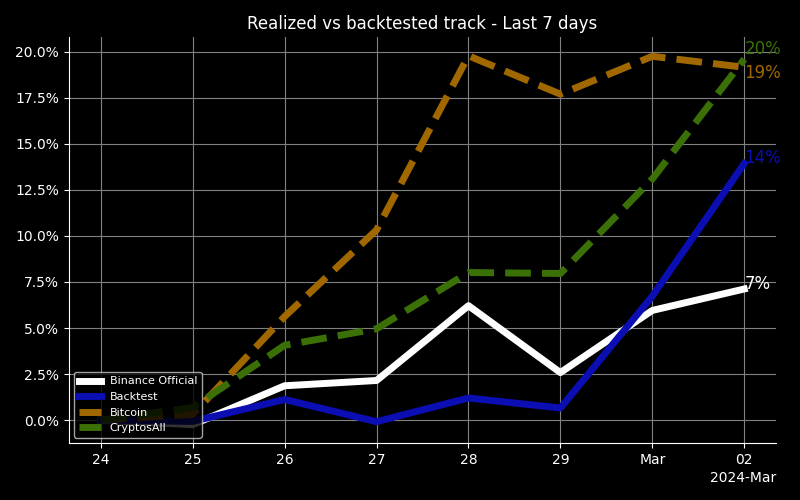 Realized vs backtested track - Last 7 days
20.0%
17.5%
15.0%
12.5%
10.0%
7.5%
5.0%
2.5%
0.0%
20%
19%
14%
7%
Binance Official
Backtest
Bitcoin
CryptosAll
24 25 26 27 28 29 Mar 02
2024-Mar